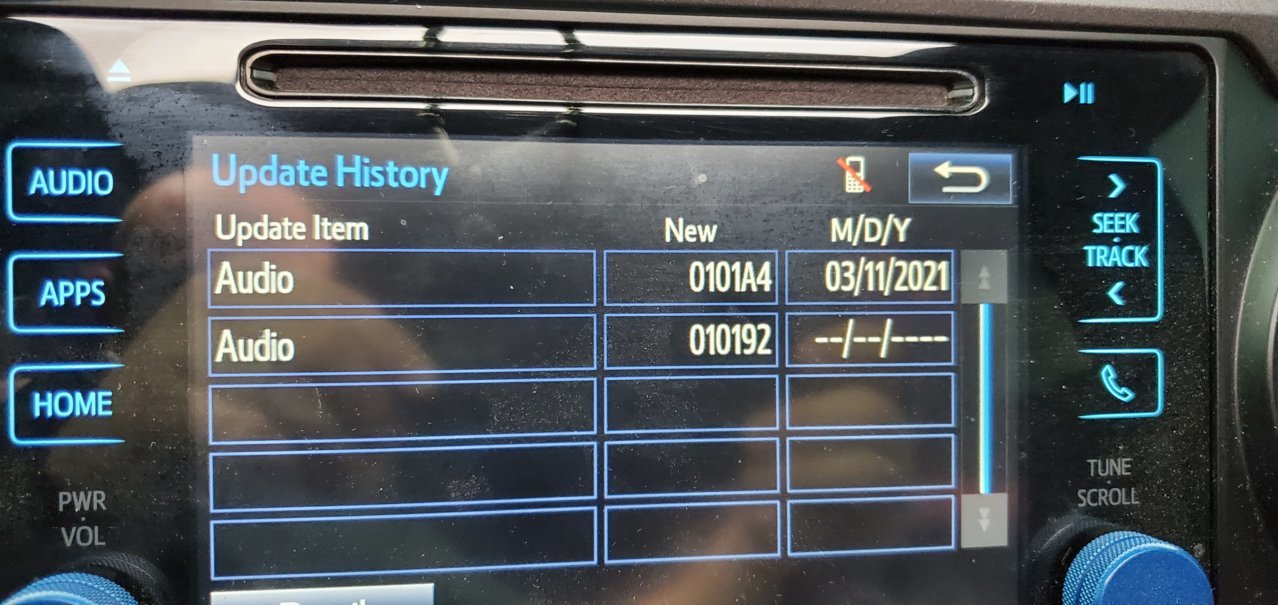 AUDIO
APPS
HOME
PWR
VOL
Update History
Update Item New M/D/Y
Audio 0101A4 03/11/2021
Audio 010192 --/--/----
SEEK
TRACK
TUNE
SCROLL